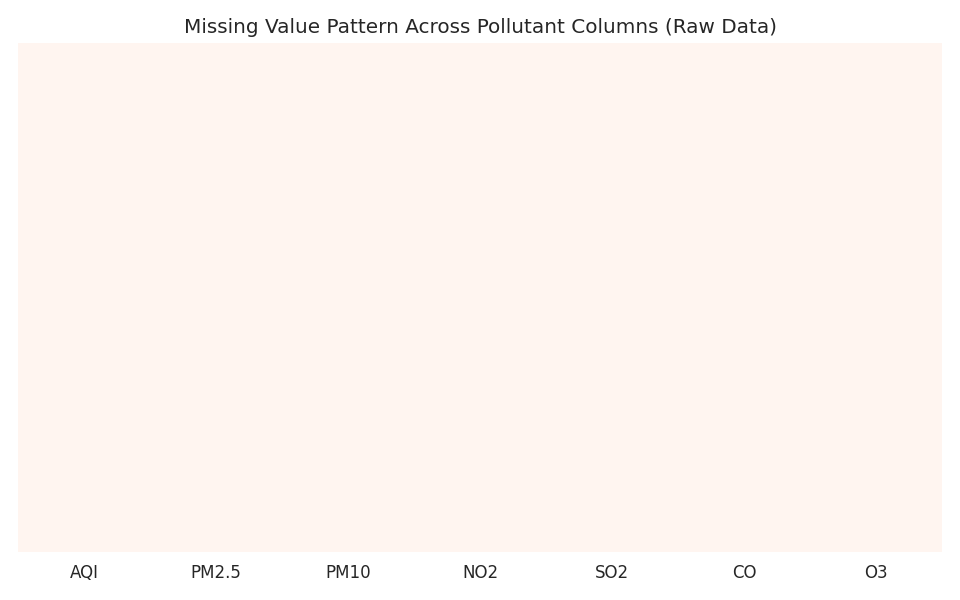 Missing Value Pattern Across Pollutant Columns (Raw Data)
AQI PM2.5 PM10 NO2 SO2 CO O3